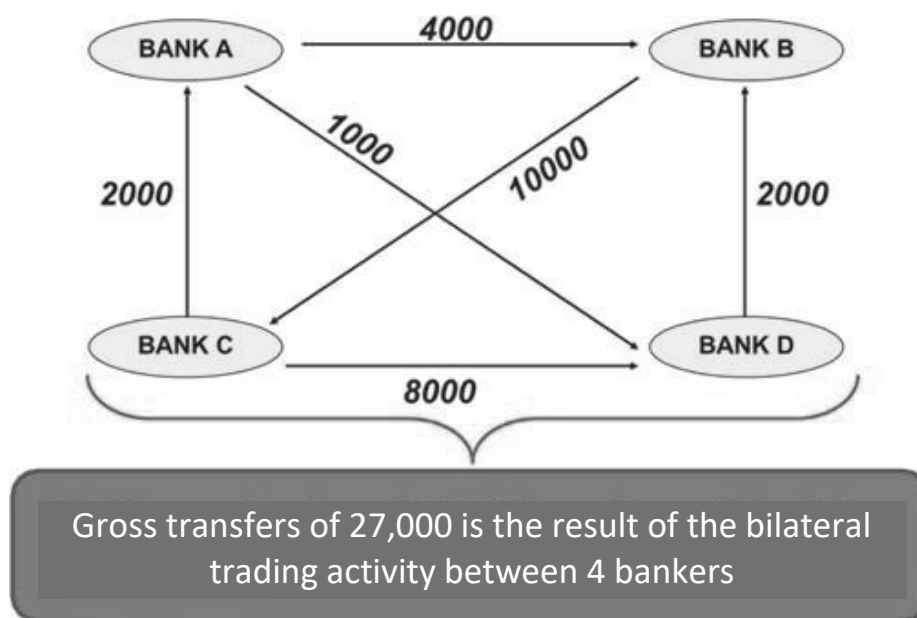 4000
BANK A
BANK B
1000
10000
2000
2000
BANK C
BANK D
8000
Gross transfers of 27,000 is the result of the bilateral
trading activity between 4 bankers